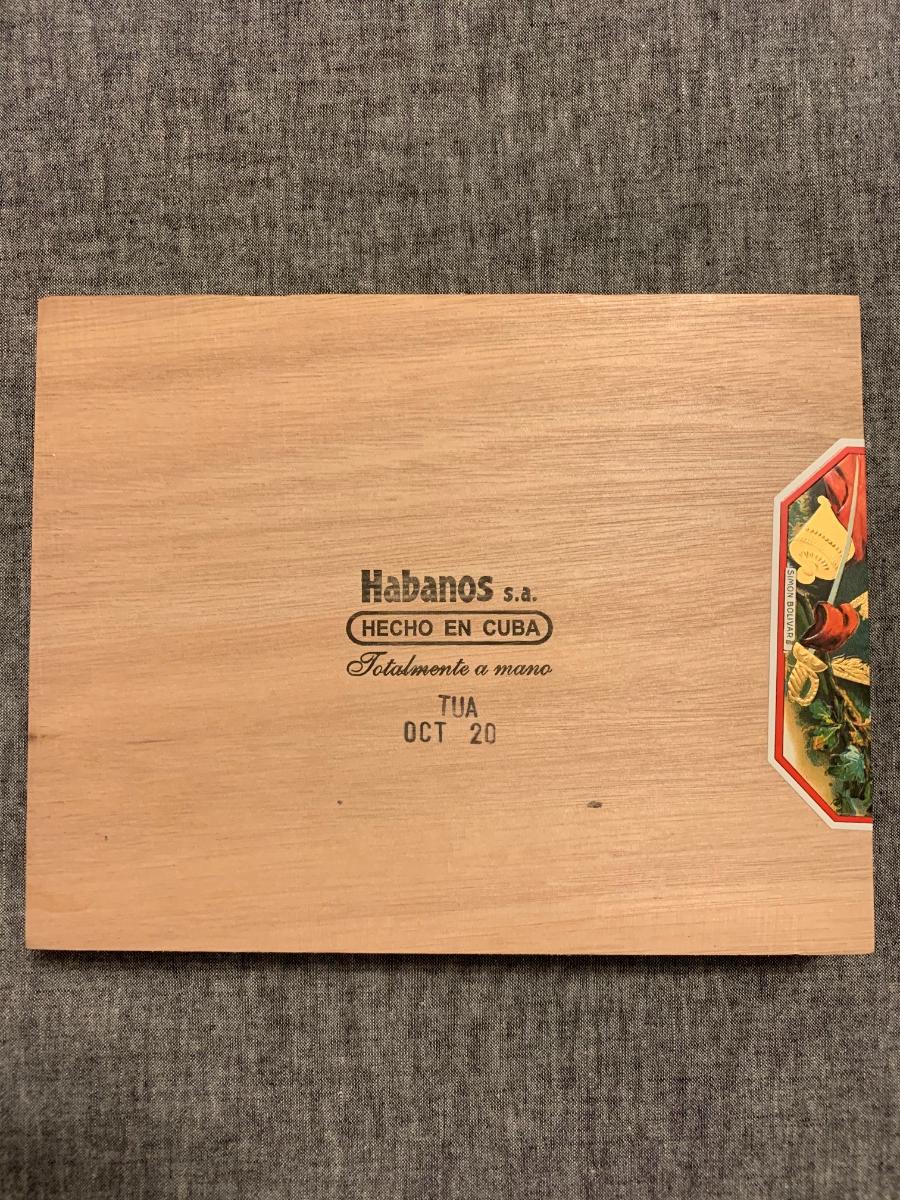 Habanos s.a.
HECHO EN CUBA
Totalmente a mano
TUA
OCT 20
SIMON BOLIVAR